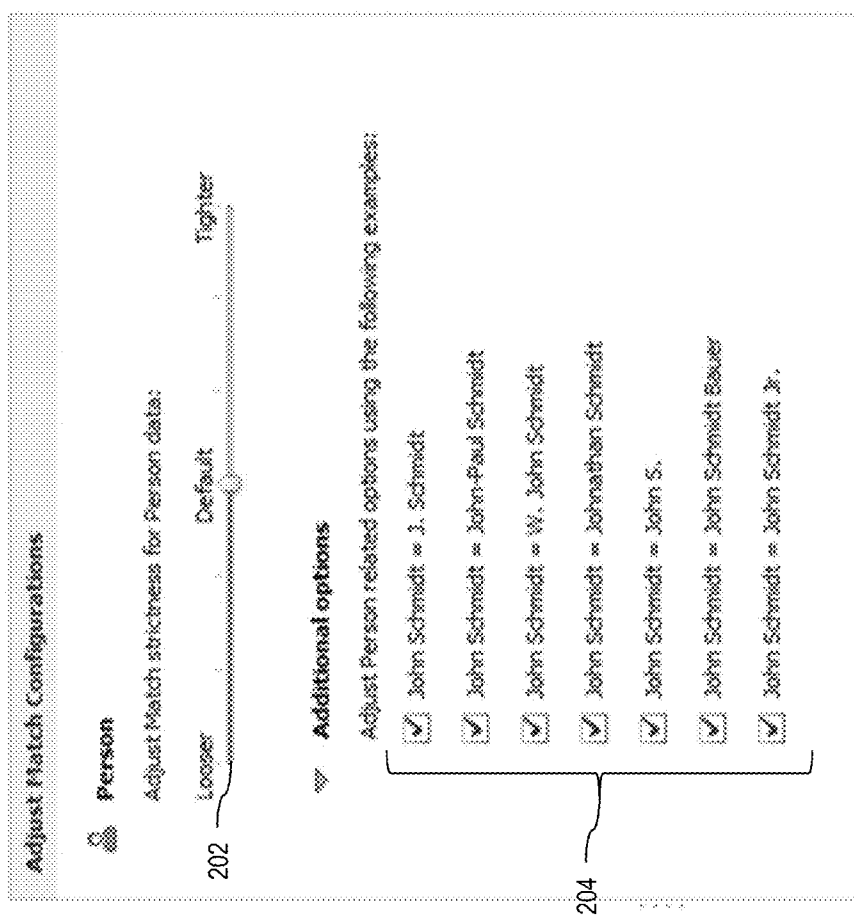 Adjust Match Configurations
Person
Adjust Match strictness for Person data:
Looser Default Tighter
202
Additional options
Adjust Person related options using the following examples:
John Schmidt = J. Schmidt
John Schmidt = John-Paul Schmidt
John Schmidt = W. John Schmidt
John Schmidt = Johnathan Schmidt
John Schmidt = John S.
John Schmidt = John Schmidt Bauer
John Schmidt = John Schmidt Jr.
204